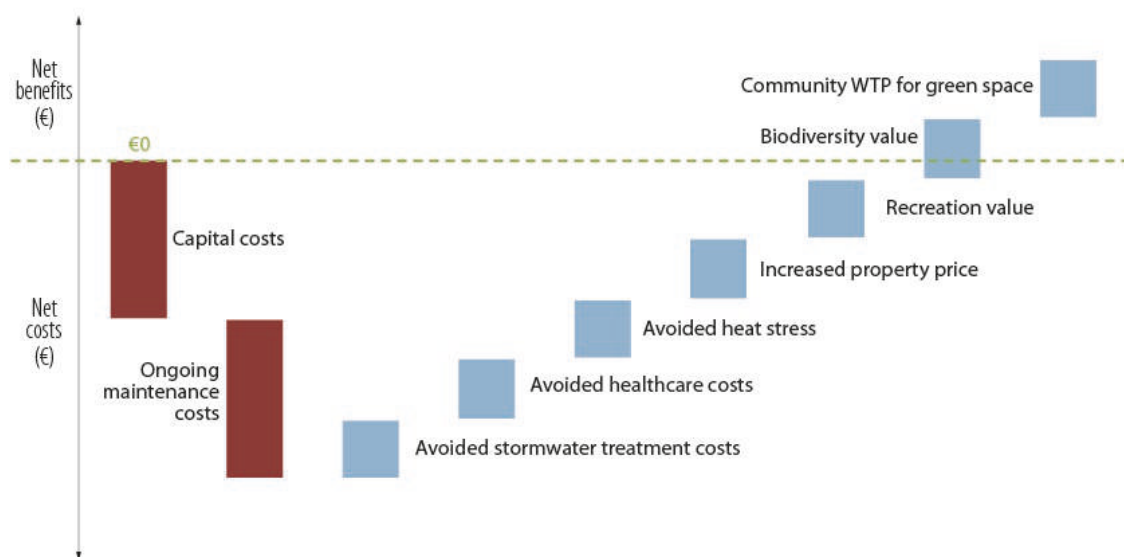 Net
benefits
(€)
€0
Community WTP for green space
Biodiversity value
Recreation value
Capital costs
Increased property price
Net
costs
(€)
Avoided heat stress
Ongoing
maintenance
costs
Avoided healthcare costs
Avoided stormwater treatment costs